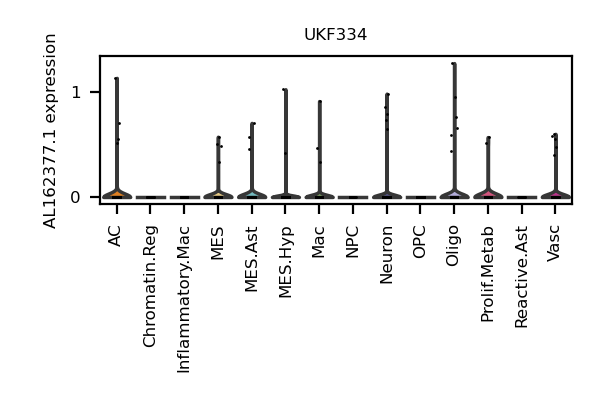 UKF334
AL162377.1 expression
1
0
AC
Chromatin.Reg
Inflammatory.Mac
MES
MES.Ast
MES.Hyp
Mac
NPC
Neuron
OPC
Oligo
Prolif.Metab
Reactive.Ast
Vasc